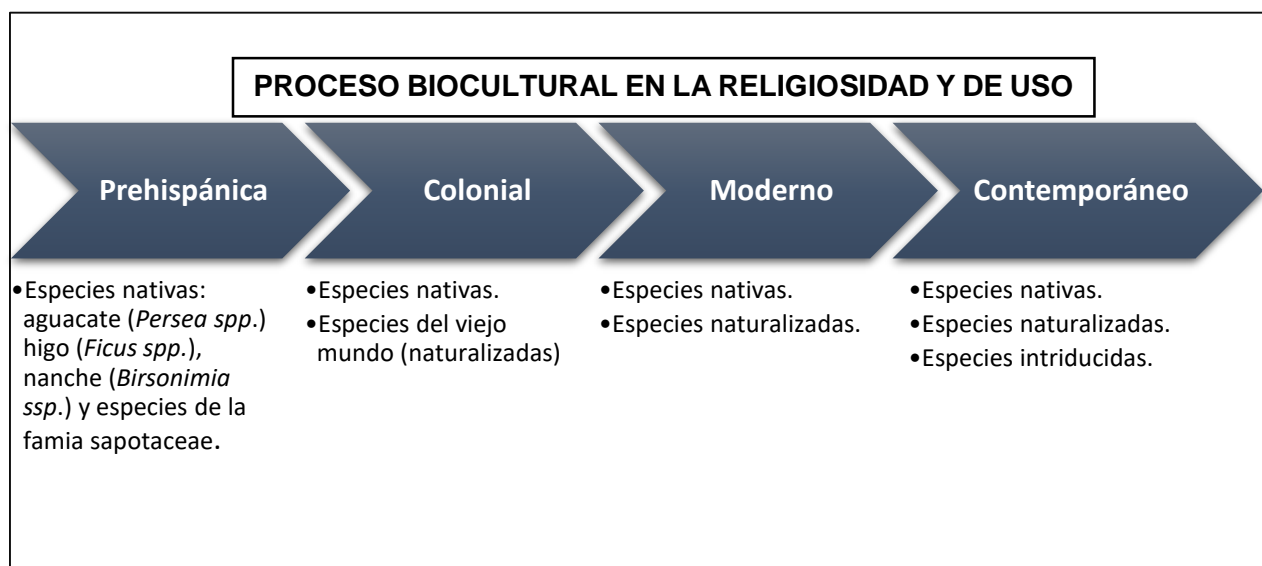 PROCESO BIOCULTURAL EN LA RELIGIOSIDAD Y DE USO
Prehispánica
Colonial
Moderno
Contemporáneo
•Especies nativas:
aguacate (Persea spp.)
higo (Ficus spp.),
nanche (Birsonimia
ssp.) y especies de la
famia sapotaceae.
•Especies nativas.
•Especies del viejo
mundo (naturalizadas)
•Especies nativas.
•Especies naturalizadas.
•Especies nativas.
•Especies naturalizadas.
•Especies intriducidas.